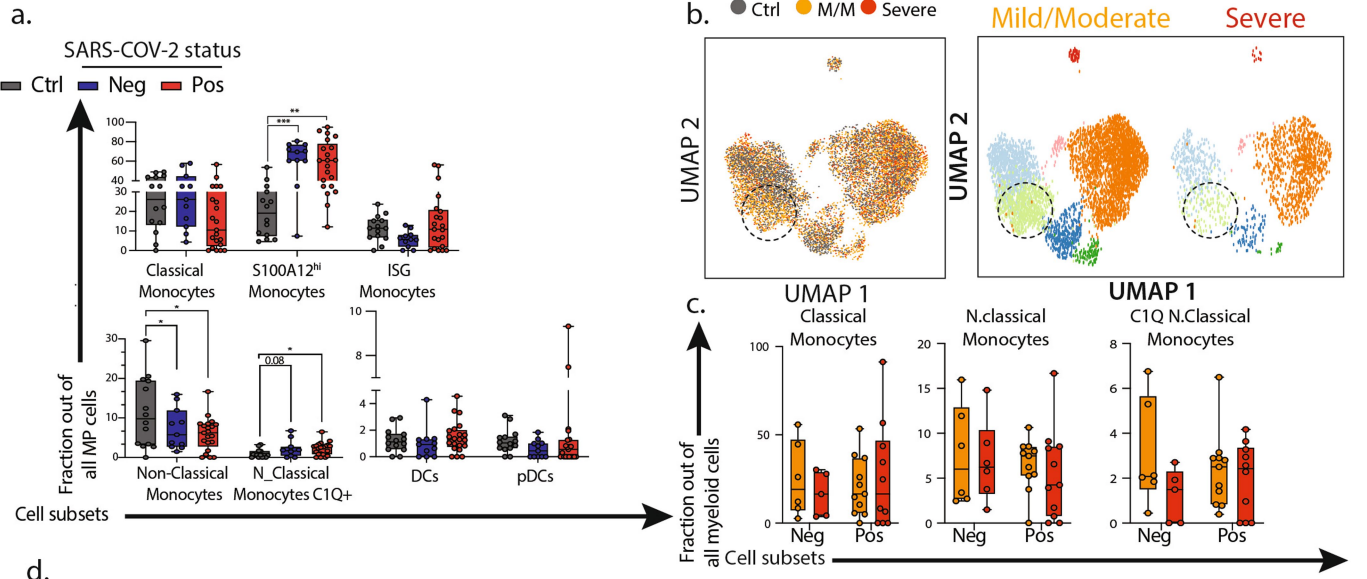 a.
SARS-COV-2 status
Ctrl Neg Pos
Fraction out of
all MP cells
100
80
60
40
30
20
10
0
***
**
Classical
Monocytes
S100A12hi
Monocytes
ISG
Monocytes
30
20
10
0
*
*
0.08
*
Non-Classical
Monocytes
N_Classical
Monocytes C1Q+
10
8
6
4
2
0
DCs
pDCs
Cell subsets
b.
Ctrl M/M Severe
UMAP 2
UMAP 1
Mild/Moderate Severe
UMAP 2
UMAP 1
c.
Fraction out of
all myeloid cells
Classical
Monocytes
100
50
0
Neg Pos
N.classical
Monocytes
20
15
10
5
0
Neg Pos
C1Q N.Classical
Monocytes
8
6
4
2
0
Neg Pos
Cell subsets
d.